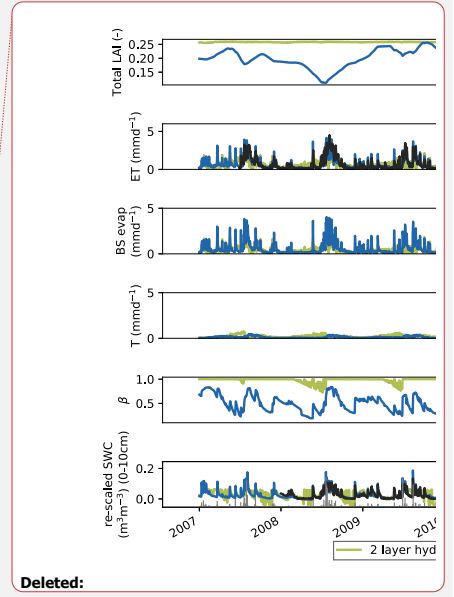 Total LAI (-)
0.25
0.20
0.15
ET (mmd⁻¹)
5
0
BS evap
(mmd⁻¹)
5
0
T (mmd⁻¹)
5
0
β
1.0
0.5
re-scaled SWC
(m³m⁻³) (0-10cm)
0.2
0.0
2007
2008
2009
2 layer hyd
Deleted: